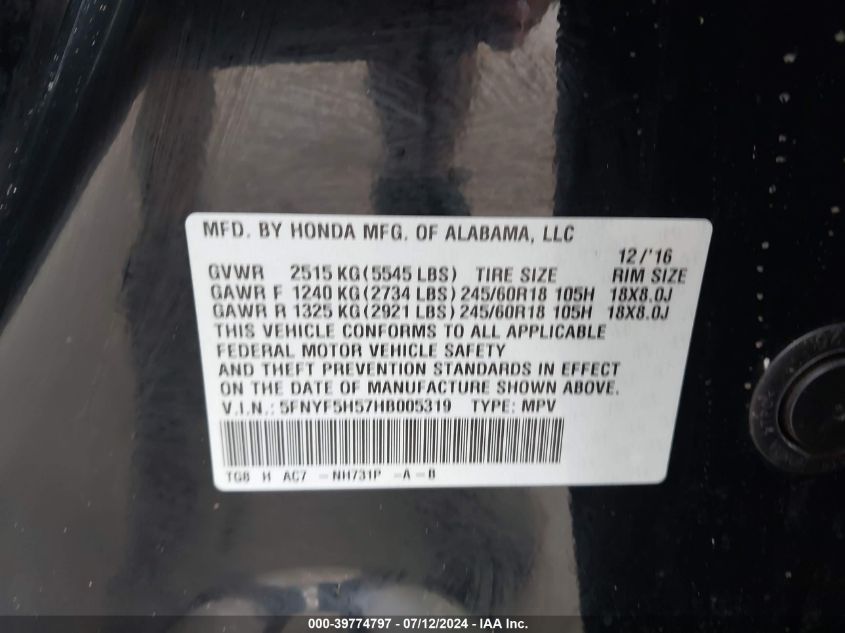 MFD. BY HONDA MFG. OF ALABAMA, LLC
12/'16
GVWR 2515 KG(5545 LBS) TIRE SIZE RIM SIZE
GAWR F 1240 KG(2734 LBS) 245/60R18 105H 18X8.0J
GAWR R 1325 KG(2921 LBS) 245/60R18 105H 18X8.0J
THIS VEHICLE CONFORMS TO ALL APPLICABLE
FEDERAL MOTOR VEHICLE SAFETY
AND THEFT PREVENTION STANDARDS IN EFFECT
ON THE DATE OF MANUFACTURE SHOWN ABOVE.
V.I.N.: 5FNYF5H57HB005319 TYPE: MPV
TG8 H AC7 -NH731P -A -B
000-39774797 - 07/12/2024 - IAA Inc.